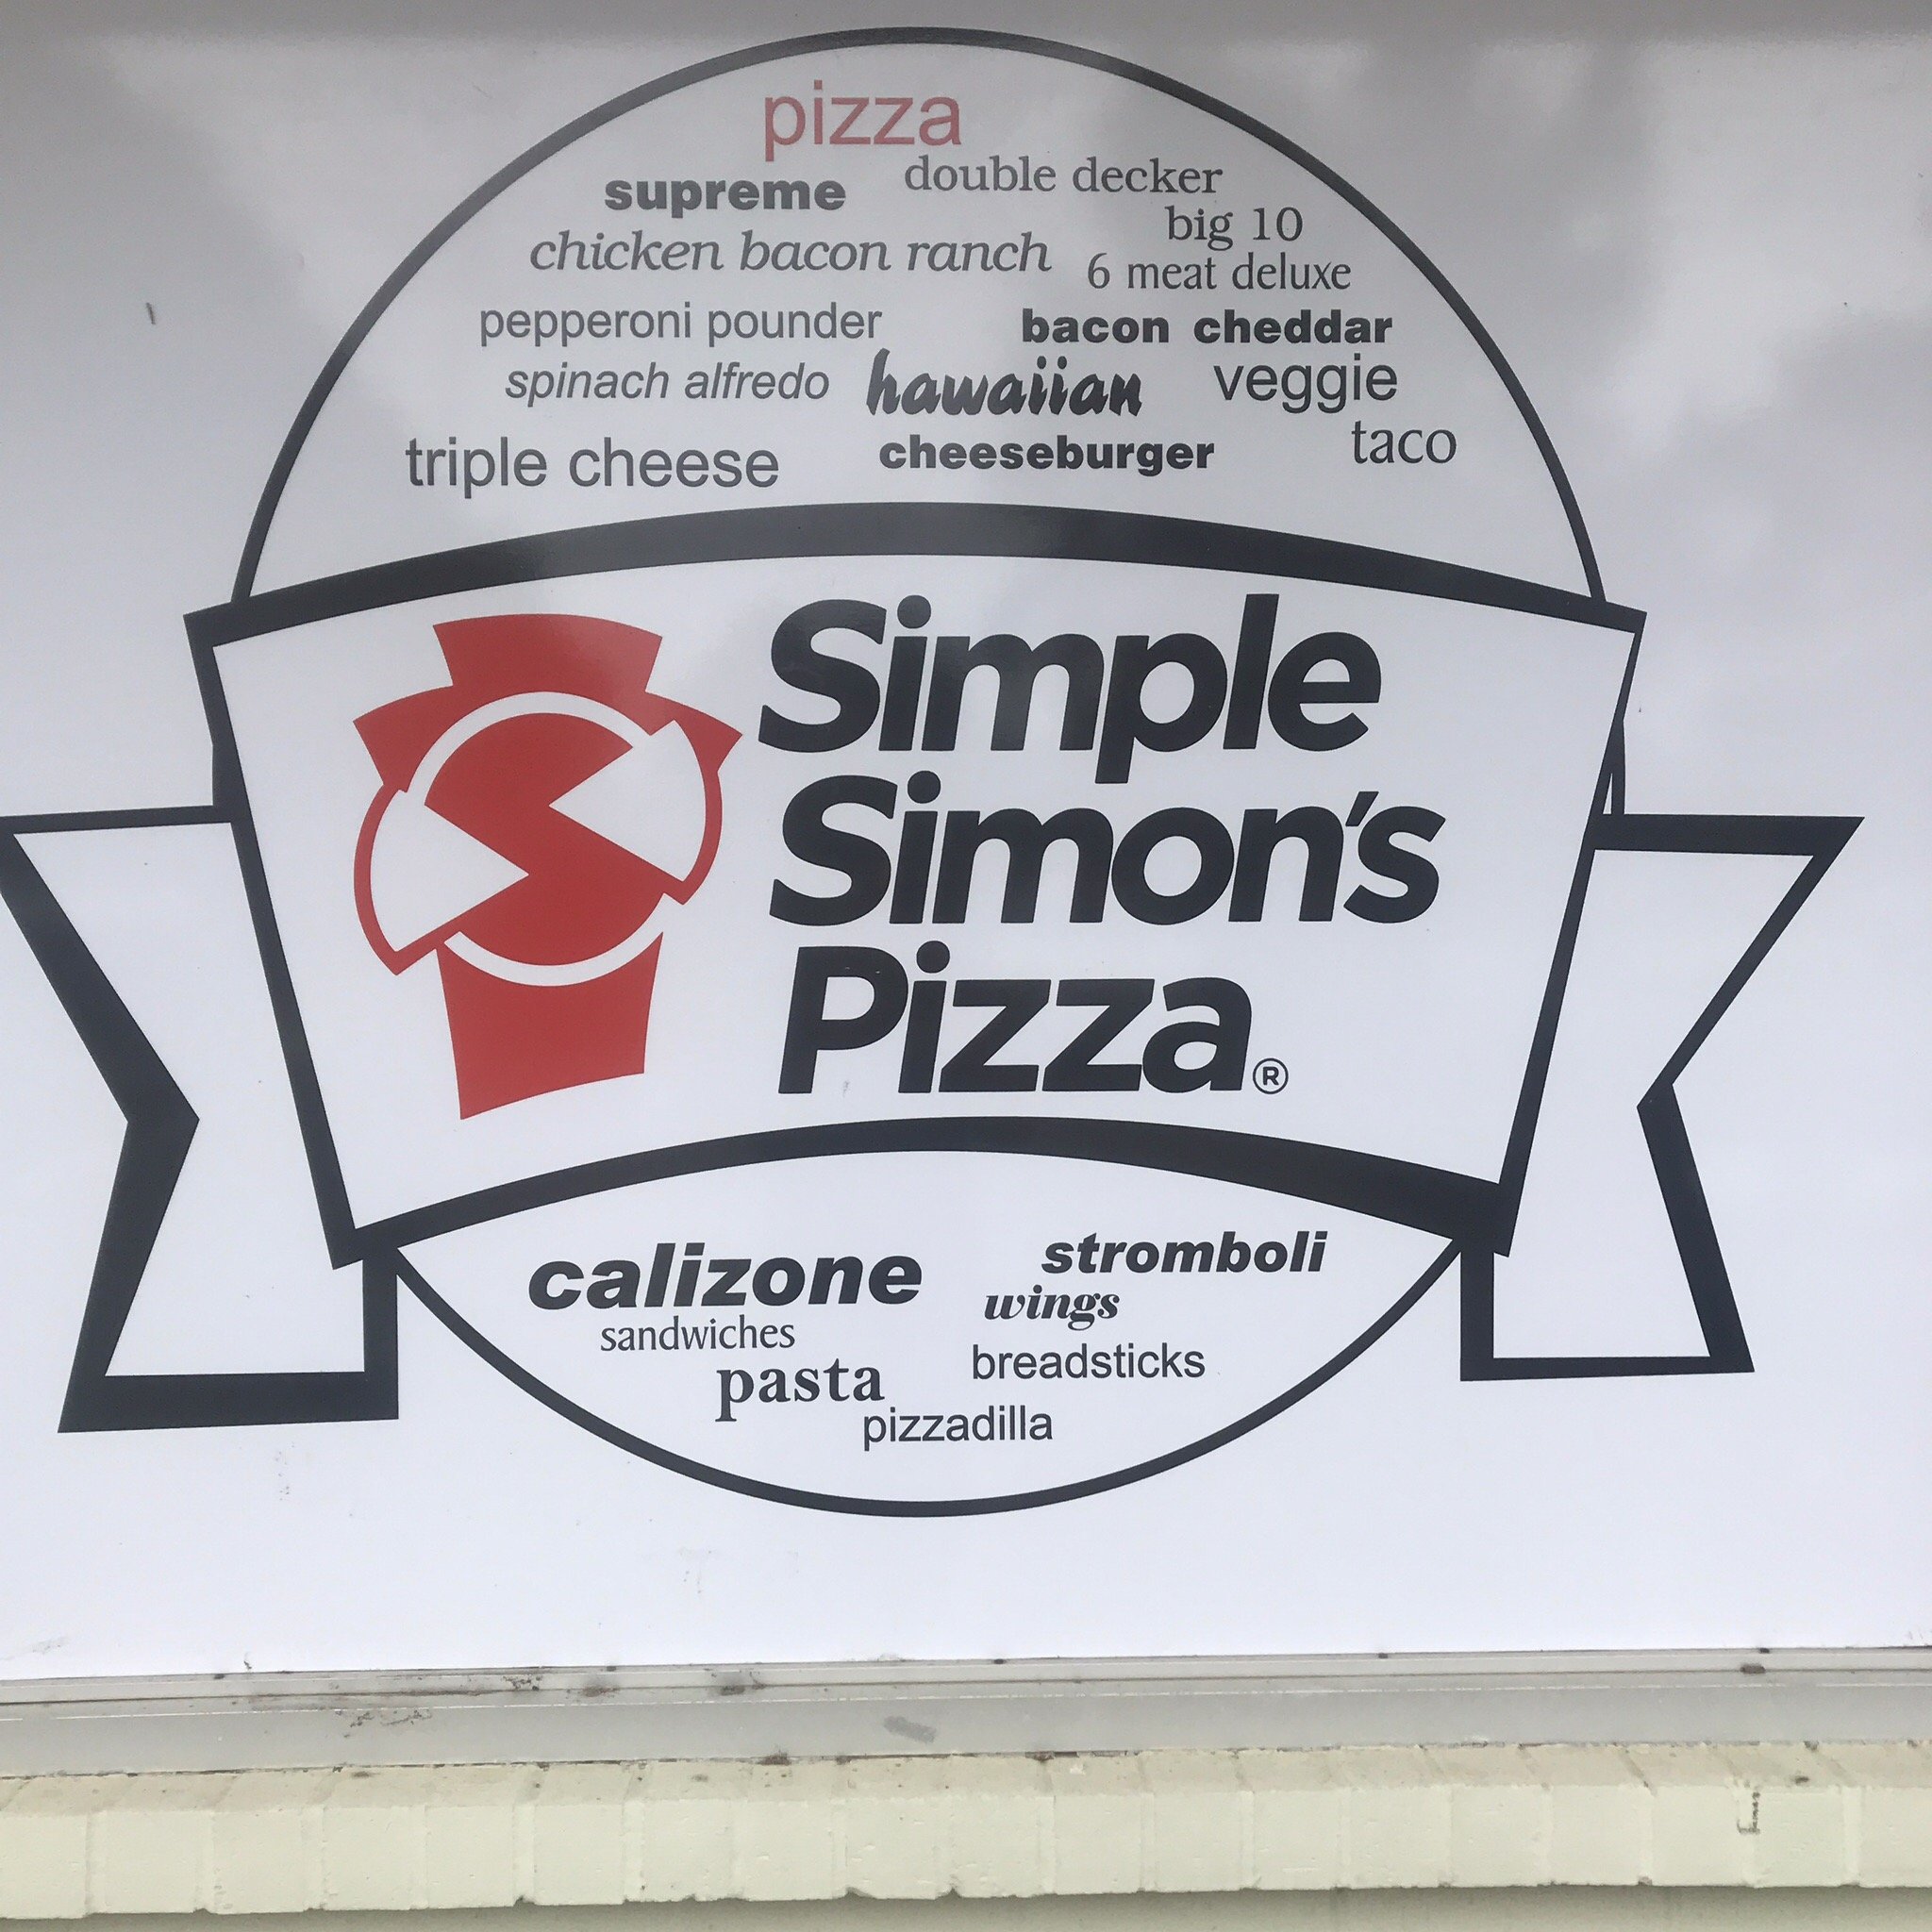 pizza
supreme double decker
big 10
chicken bacon ranch 6 meat deluxe
pepperoni pounder bacon cheddar
spinach alfredo hawaiian veggie
triple cheese cheeseburger taco
Simple
Simon's
Pizza®
calizone stromboli
wings
sandwiches
pasta breadsticks
pizzadilla